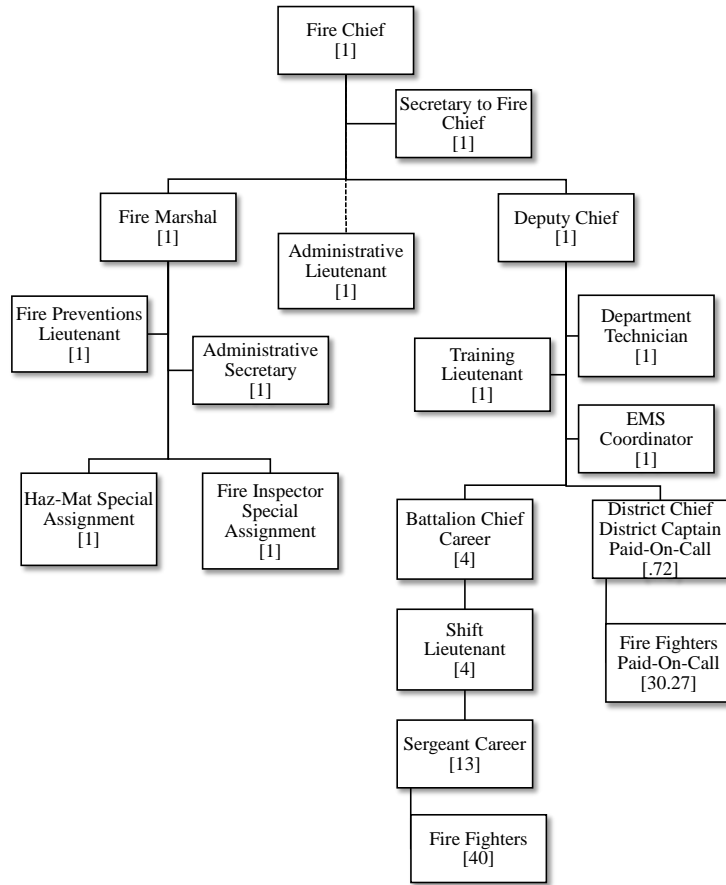 Fire Chief
[1]
Secretary to Fire
Chief
[1]
Fire Marshal
[1]
Administrative
Lieutenant
[1]
Deputy Chief
[1]
Fire Preventions
Lieutenant
[1]
Administrative
Secretary
[1]
Training
Lieutenant
[1]
Department
Technician
[1]
EMS
Coordinator
[1]
Haz-Mat Special
Assignment
[1]
Fire Inspector
Special
Assignment
[1]
Battalion Chief
Career
[4]
District Chief
District Captain
Paid-On-Call
[.72]
Shift
Lieutenant
[4]
Fire Fighters
Paid-On-Call
[30.27]
Sergeant Career
[13]
Fire Fighters
[40]